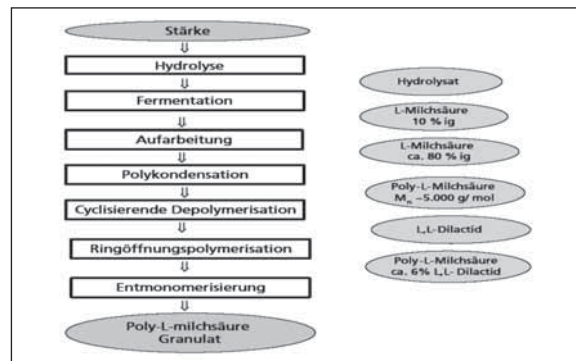 Stärke
Hydrolyse
Fermentation
Aufarbeitung
Polykondensation
Cyclisierende Depolymerisation
Ringöffnungspolymerisation
Entmonomerisierung
Poly-L-milchsäure
Granulat
Hydrolysat
L-Milchsäure
10 % ig
L-Milchsäure
ca. 80 % ig
Poly-L-Milchsäure
Mn ~5.000 g/ mol
L,L-Dilactid
Poly-L-Milchsäure
ca. 6% L,L- Dilactid